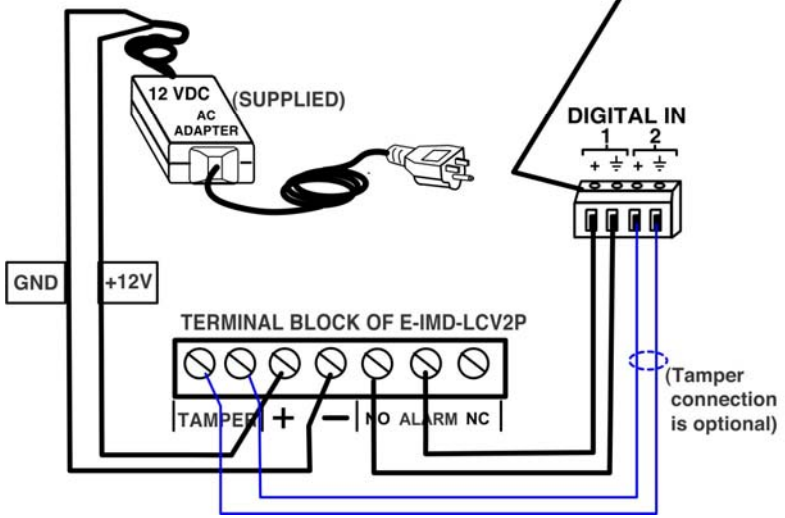 12 VDC
AC
ADAPTER
(SUPPLIED)
DIGITAL IN
1 2
+ +
GND
+12V
TERMINAL BLOCK OF E-IMD-LCV2P
TAMPER + — NO ALARM NC
(Tamper
connection
is optional)